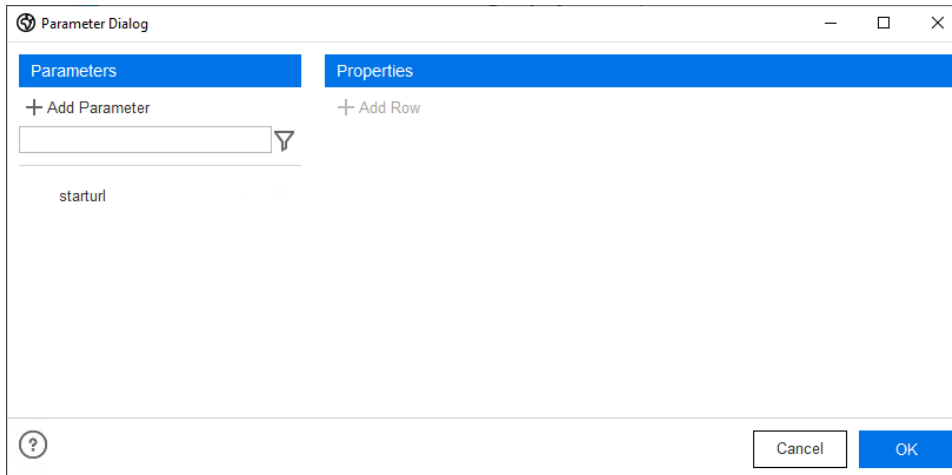 Parameter Dialog
Parameters
Properties
Add Parameter
Add Row
starturl
?
Cancel
OK